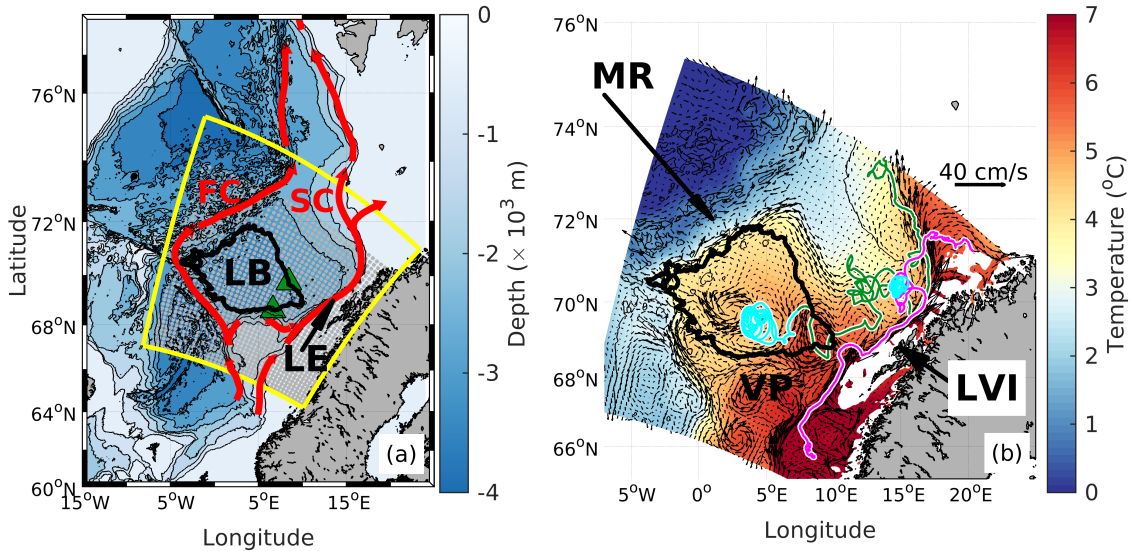 76°N
72°N
68°N
64°N
60°N
Latitude
15°W
5°W
5°E
15°E
Longitude
FC
SC
LB
LE
(a)
0
-1
-2
-3
-4
Depth (× 10³ m)
76°N
74°N
72°N
70°N
68°N
66°N
5°W
0°
5°E
10°E
15°E
20°E
Longitude
MR
40 cm/s
VP
LVI
(b)
7
6
5
4
3
2
1
0
Temperature (°C)